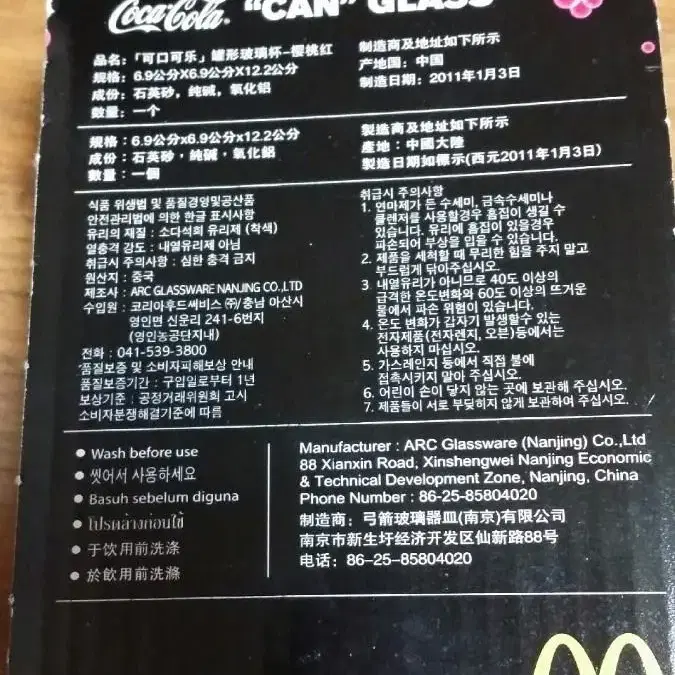 Coca-Cola "CAN" GLASS
品名：「可口可乐」罐形玻璃杯-樱桃红
规格：6.9公分X6.9公分X12.2公分
成份：石英砂，纯碱，氧化铝
数量：一个
制造商及地址如下所示
产地国：中国
制造日期：2011年1月3日
規格：6.9公分x6.9公分x12.2公分
成份：石英砂・純碱・氧化鋁
數量：一個
製造商及地址如下所示
產地：中國大陸
製造日期如標示(西元2011年1月3日)
식품 위생법 및 품질경영및공산품
안전관리법에 의한 한글 표시사항
유리의 재질 : 소다석회 유리제 (착색)
열충격 강도 : 내열유리제 아님
취급시 주의사항 : 심한 충격 금지
원산지 : 중국
제조사 : ARC GLASSWARE NANJING CO.,LTD
수입원 : 코리아후드써비스 ㈜/충남 아산시
영인면 신운리 241-6번지
(영인농공단지내)
전화 : 041-539-3800
품질보증 및 소비자피해보상 안내
품질보증기간 : 구입일로부터 1년
보상기준 : 공정거래위원회 고시
소비자분쟁해결기준에 따름
취급시 주의사항
1. 연마제가 든 수세미, 금속수세미나
클렌저를 사용할경우 흠집이 생길 수
있습니다. 유리에 흠집이 있을경우
파손되어 부상을 입을 수 있습니다.
2. 제품을 세척할 때 무리한 힘을 주지 말고
부드럽게 닦아주십시오.
3. 내열유리가 아니므로 40도 이상의
급격한 온도변화와 60도 이상의 뜨거운
물에서 파손 위험이 있습니다.
4. 온도 변화가 갑자기 발생할수 있는
전자제품(전자렌지, 오븐)등에서는
사용하지 마십시오.
5. 가스레인지 등에서 직접 불에
접촉시키지 말아 주십시오.
6. 어린이 손이 닿지 않는 곳에 보관해 주십시오.
7. 제품들이 서로 부딪히지 않게 보관하여 주십시오.
● Wash before use
● 씻어서 사용하세요
● Basuh sebelum diguna
● โปรดล้างก่อนใช้
● 于饮用前洗涤
● 於飲用前洗滌
Manufacturer : ARC Glassware (Nanjing) Co.,Ltd
88 Xianxin Road, Xinshengwei Nanjing Economic
& Technical Development Zone, Nanjing, China
Phone Number : 86-25-85804020
制造商：弓箭玻璃器皿(南京)有限公司
南京市新生圩经济开发区仙新路88号
电话：86-25-85804020